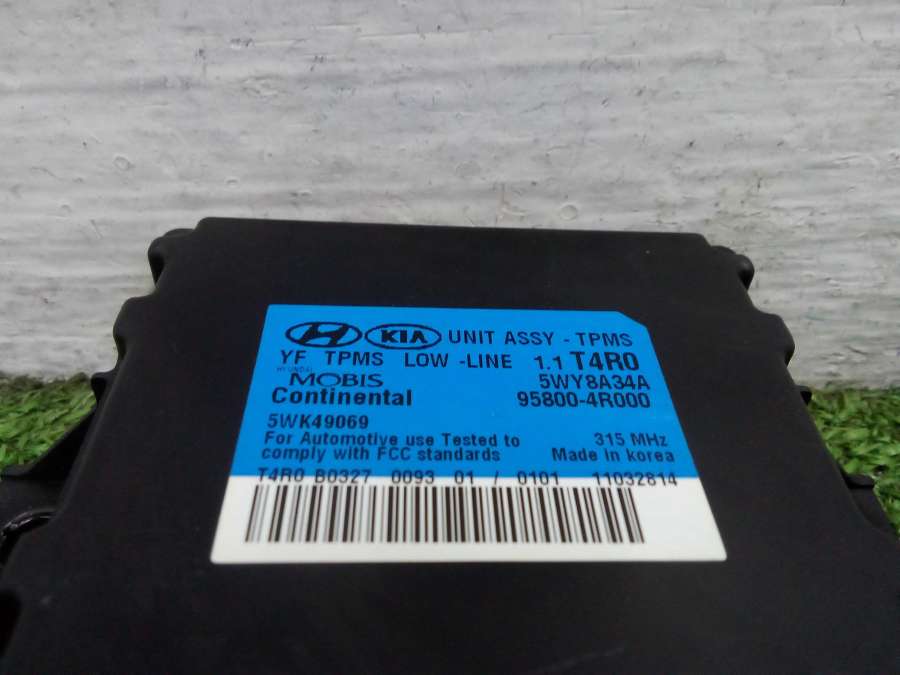 KIA UNIT ASSY - TPMS
YF TPMS LOW -LINE 1.1 T4R0
HYUNDAI
MOBIS 5WY8A34A
Continental 95800-4R000
5WK49069
For Automotive use Tested to 315 MHz
comply with FCC standards Made in korea
T4R0 B0327 0093 01 / 0101 11032814